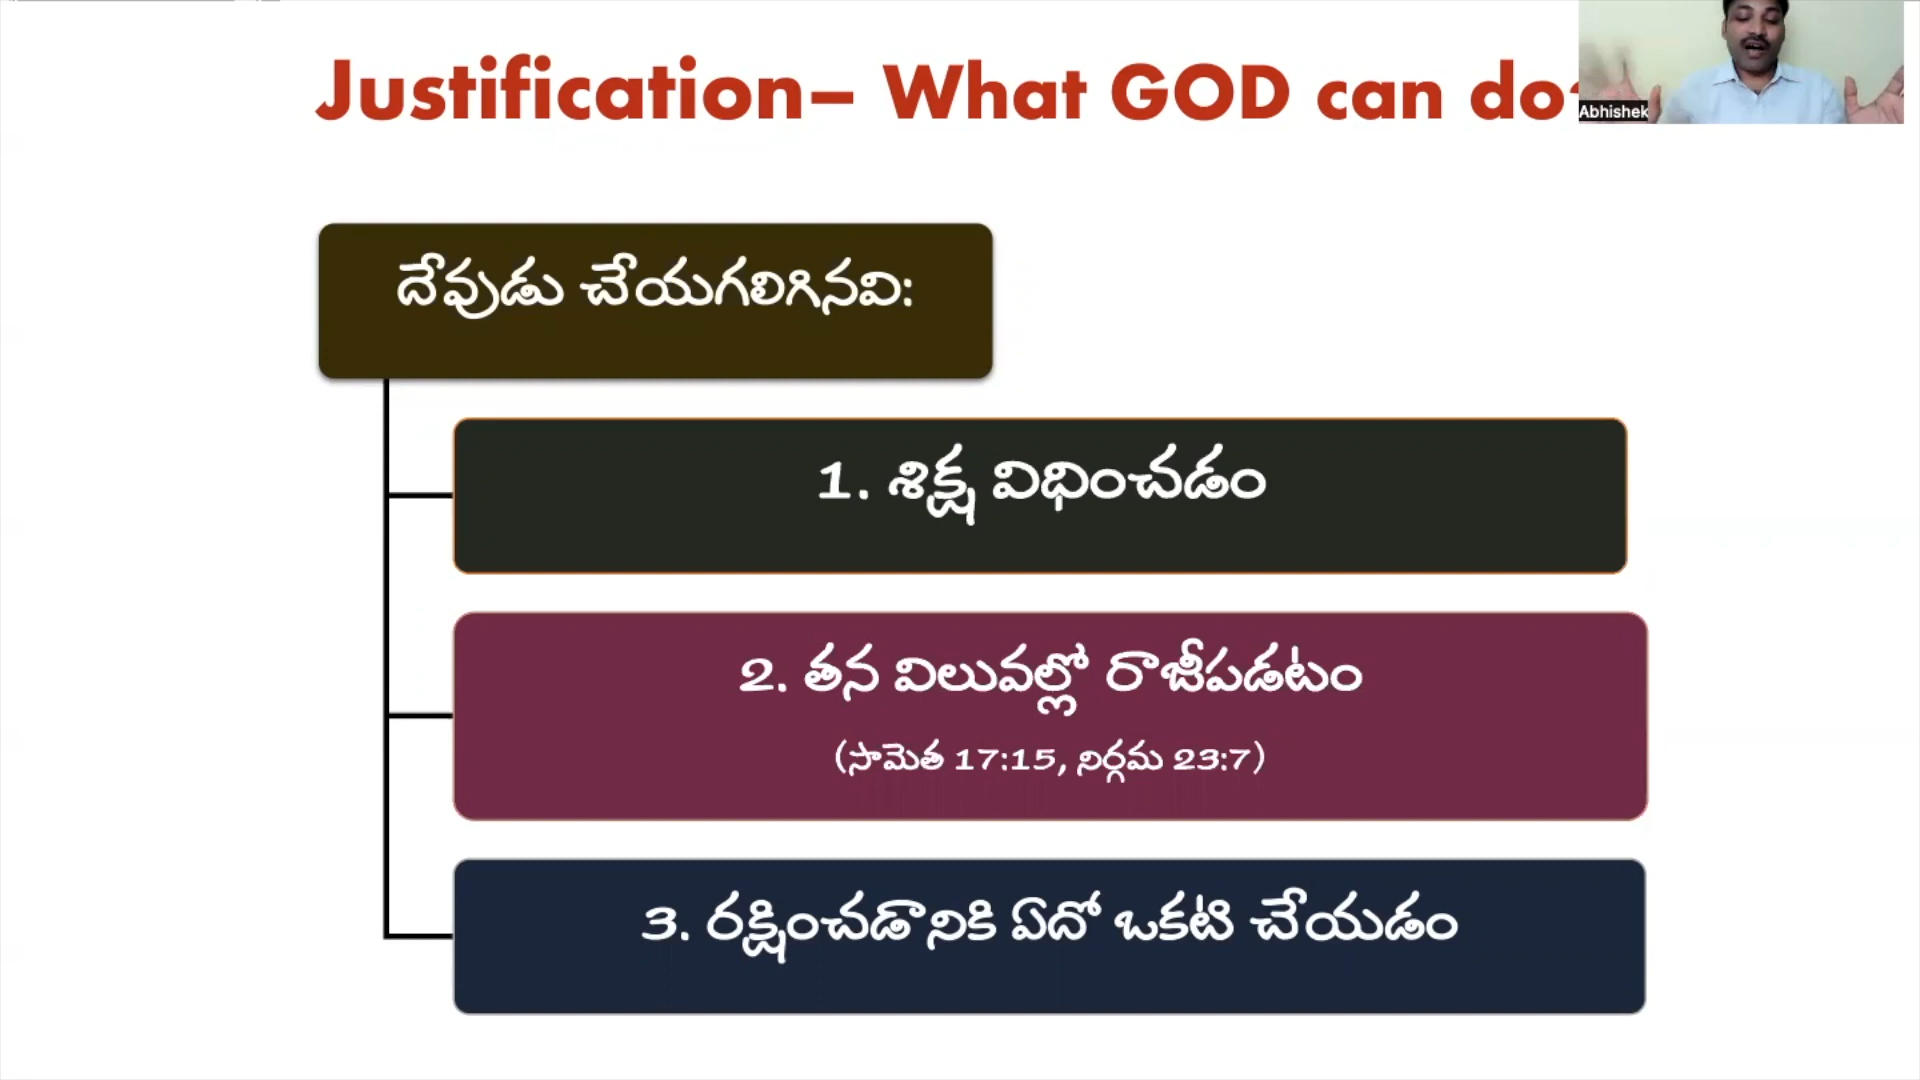 Justification– What GOD can do?
Abhishek
దేవుడు చేయగలిగినవి:
1. శిక్ష విధించడం
2. తన విలువల్లో రాజీపడటం
(సామెత 17:15, నిర్గమ 23:7)
3. రక్షించడానికి ఏదో ఒకటి చేయడం